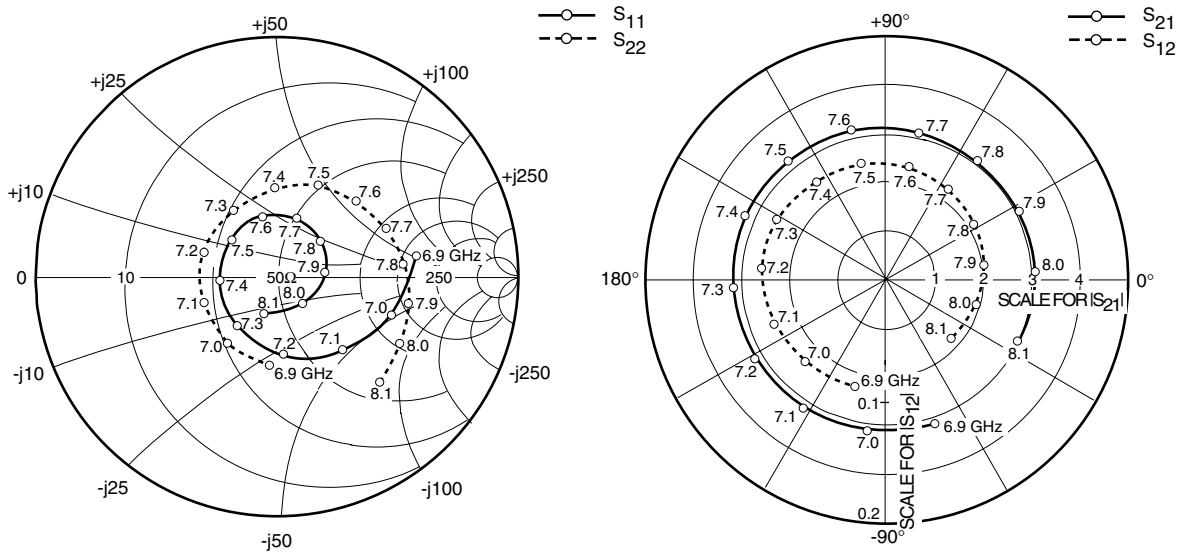 S11
S22
+j50
+j25
+j100
+j10
+j250
0
10
50Ω
250
-j10
-j250
-j25
-j100
-j50
7.4
7.5
7.6
7.3
7.7
7.2
7.6
7.7
7.5
7.8
7.8
6.9 GHz
7.9
7.4
8.0
7.1
8.1
7.0
7.9
7.3
7.0
7.2
7.1
8.0
6.9 GHz
8.1
S21
S12
+90°
180°
0°
-90°
7.6
7.7
7.5
7.8
7.5
7.6
7.4
7.7
7.4
7.9
7.3
7.8
7.2
7.9
8.0
7.3
1
2
3
4
SCALE FOR |S21|
8.0
7.1
8.1
8.1
7.2
7.0
6.9 GHz
0.1
7.1
7.0
6.9 GHz
SCALE FOR |S12|
0.2